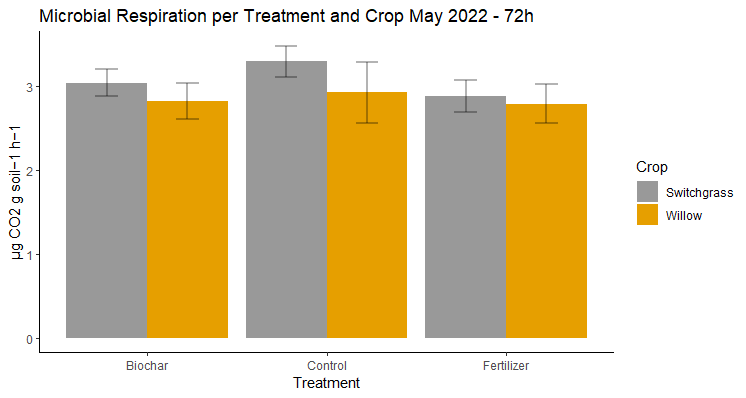 Microbial Respiration per Treatment and Crop May 2022 - 72h
µg CO2 g soil−1 h−1
3
2
1
0
Biochar Control Fertilizer
Treatment
Crop
Switchgrass
Willow